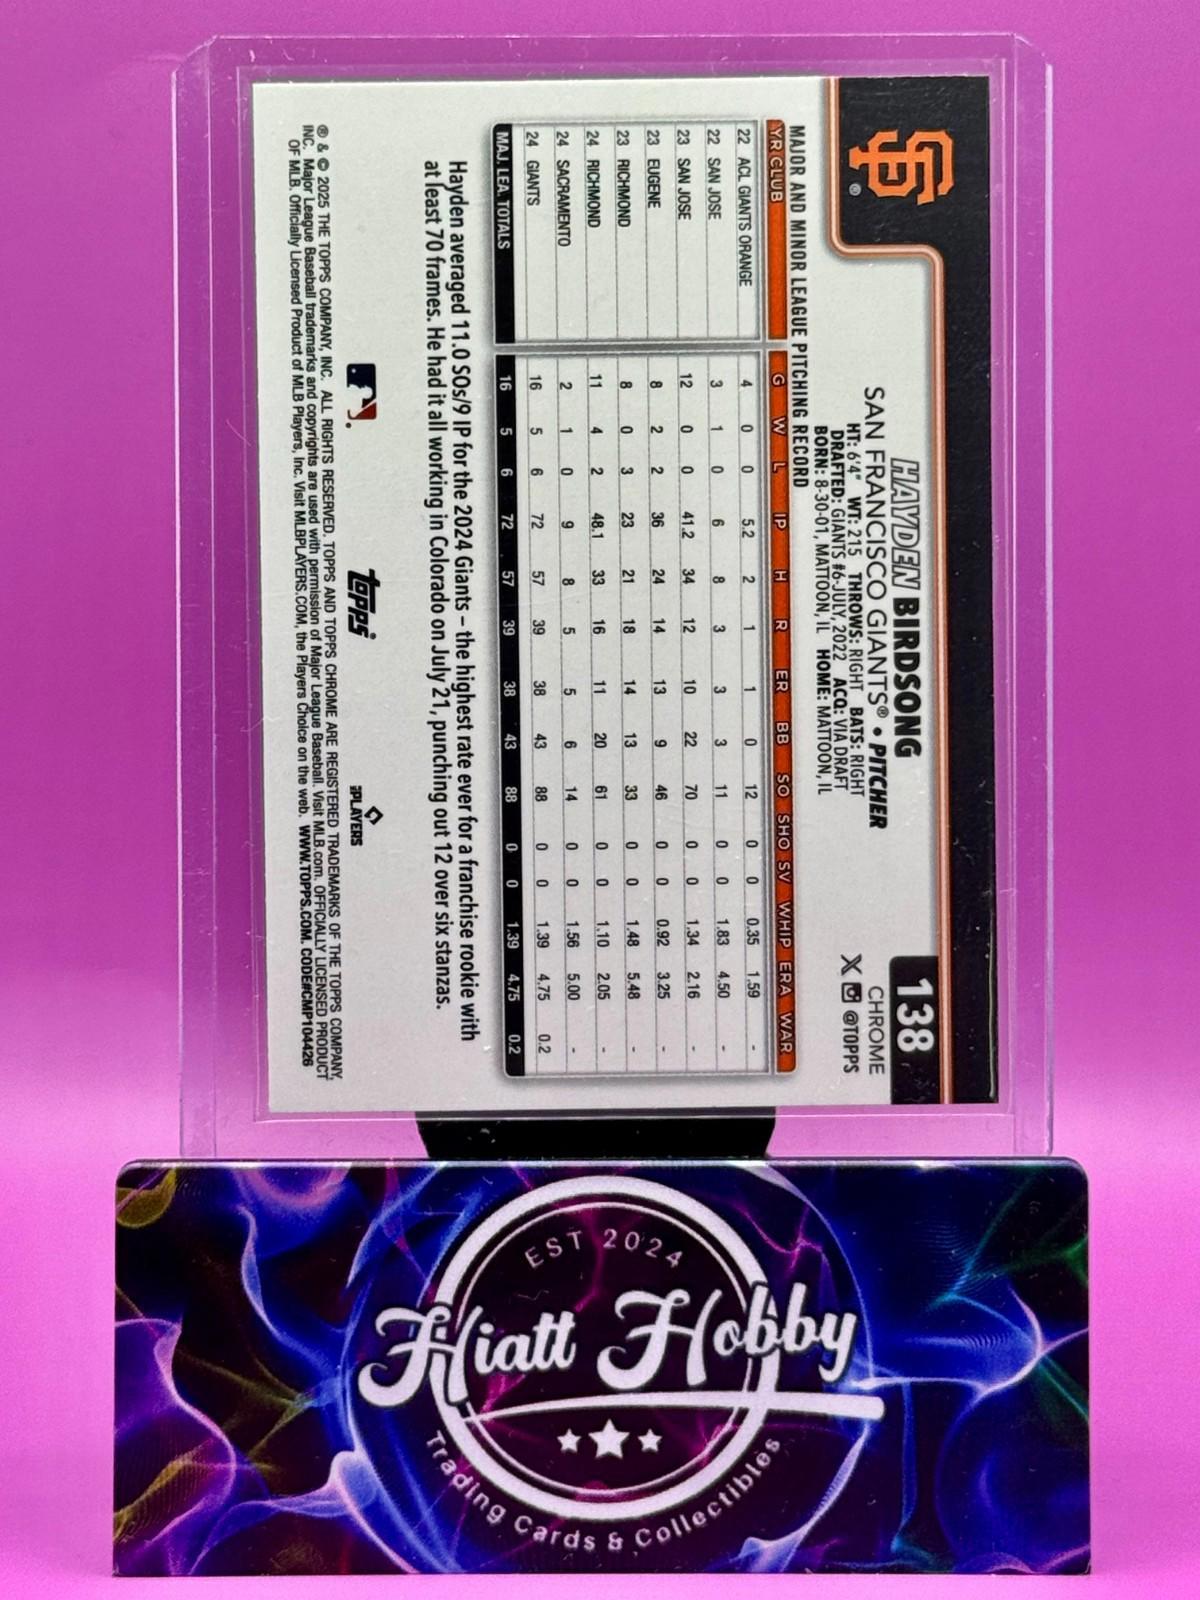 138
CHROME
X @TOPPS
SF®
HAYDEN BIRDSONG
SAN FRANCISCO GIANTS® • PITCHER
HT: 6'4" WT: 215 THROWS: RIGHT BATS: RIGHT
DRAFTED: GIANTS #6-JULY, 2022 ACQ: VIA DRAFT
BORN: 8-30-01, MATTOON, IL HOME: MATTOON, IL
MAJOR AND MINOR LEAGUE PITCHING RECORD
YR CLUB G W L IP H R ER BB SO SHO SV WHIP ERA WAR
22 ACL GIANTS ORANGE 4 0 0 5.2 2 1 1 0 12 0 0 0.35 1.59 -
22 SAN JOSE 3 1 0 6 8 3 3 3 11 0 0 1.83 4.50 -
23 SAN JOSE 12 0 0 41.2 34 12 10 22 70 0 0 1.34 2.16 -
23 EUGENE 8 2 2 36 24 14 13 9 46 0 0 0.92 3.25 -
23 RICHMOND 8 0 3 23 21 18 14 13 33 0 0 1.48 5.48 -
24 RICHMOND 11 4 2 48.1 33 16 11 20 61 0 0 1.10 2.05 -
24 SACRAMENTO 2 1 0 9 8 5 5 6 14 0 0 1.56 5.00 -
24 GIANTS 16 5 6 72 57 39 38 43 88 0 0 1.39 4.75 0.2
MAJ. LEA. TOTALS 16 5 6 72 57 39 38 43 88 0 0 1.39 4.75 0.2
Hayden averaged 11.0 SOs/9 IP for the 2024 Giants – the highest rate ever for a franchise rookie with
at least 70 frames. He had it all working in Colorado on July 21, punching out 12 over six stanzas.
topps
PLAYERS
® & © 2025 THE TOPPS COMPANY, INC. ALL RIGHTS RESERVED. TOPPS AND TOPPS CHROME ARE REGISTERED TRADEMARKS OF THE TOPPS COMPANY,
INC. Major League Baseball trademarks and copyrights are used with permission of Major League Baseball. Visit MLB.com. OFFICIALLY LICENSED PRODUCT
OF MLB. Officially Licensed Product of MLB Players, Inc. Visit MLBPLAYERS.COM, the Players Choice on the web. WWW.TOPPS.COM. CODE#CMP104426
EST 2024
Hiatt Hobby
Trading Cards & Collectibles